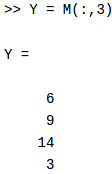 >> Y = M(:,3)
Y =
6
9
14
3